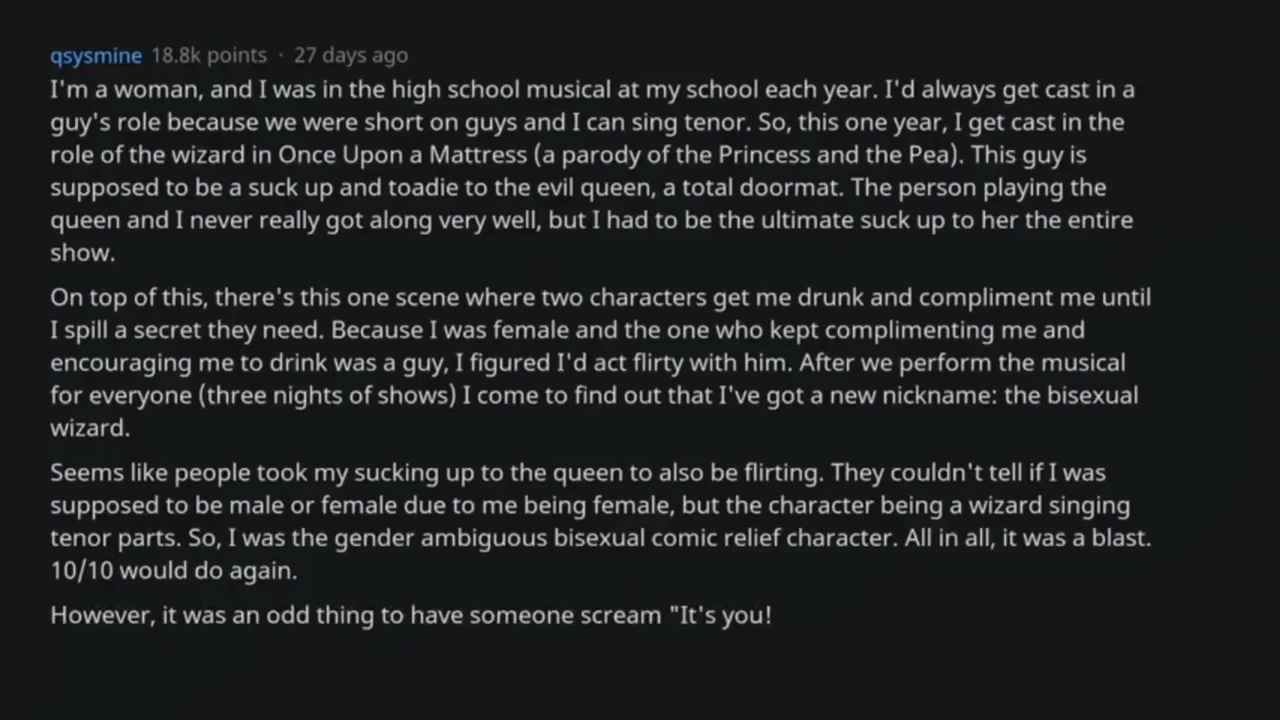 qsysmine 18.8k points · 27 days ago
I'm a woman, and I was in the high school musical at my school each year. I'd always get cast in a
guy's role because we were short on guys and I can sing tenor. So, this one year, I get cast in the
role of the wizard in Once Upon a Mattress (a parody of the Princess and the Pea). This guy is
supposed to be a suck up and toadie to the evil queen, a total doormat. The person playing the
queen and I never really got along very well, but I had to be the ultimate suck up to her the entire
show.
On top of this, there's this one scene where two characters get me drunk and compliment me until
I spill a secret they need. Because I was female and the one who kept complimenting me and
encouraging me to drink was a guy, I figured I'd act flirty with him. After we perform the musical
for everyone (three nights of shows) I come to find out that I've got a new nickname: the bisexual
wizard.
Seems like people took my sucking up to the queen to also be flirting. They couldn't tell if I was
supposed to be male or female due to me being female, but the character being a wizard singing
tenor parts. So, I was the gender ambiguous bisexual comic relief character. All in all, it was a blast.
10/10 would do again.
However, it was an odd thing to have someone scream "It's you!